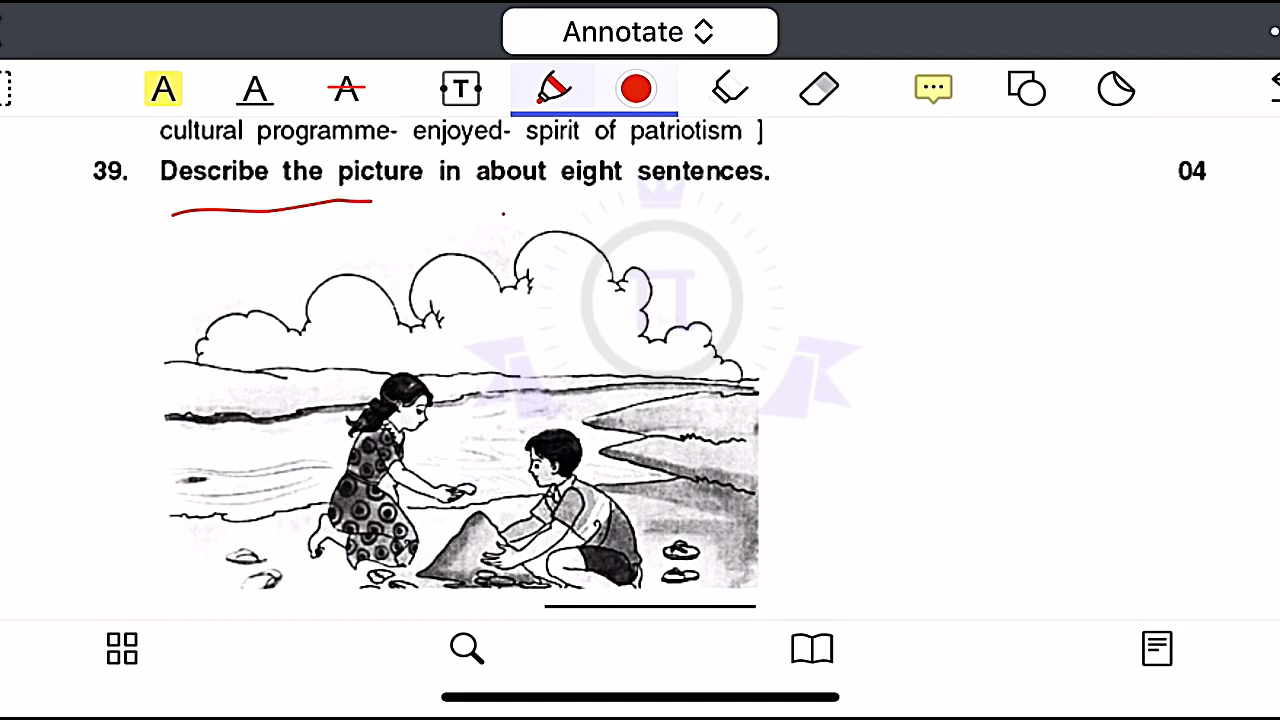 Annotate
A A A T
cultural programme- enjoyed- spirit of patriotism ]
39. Describe the picture in about eight sentences. 04